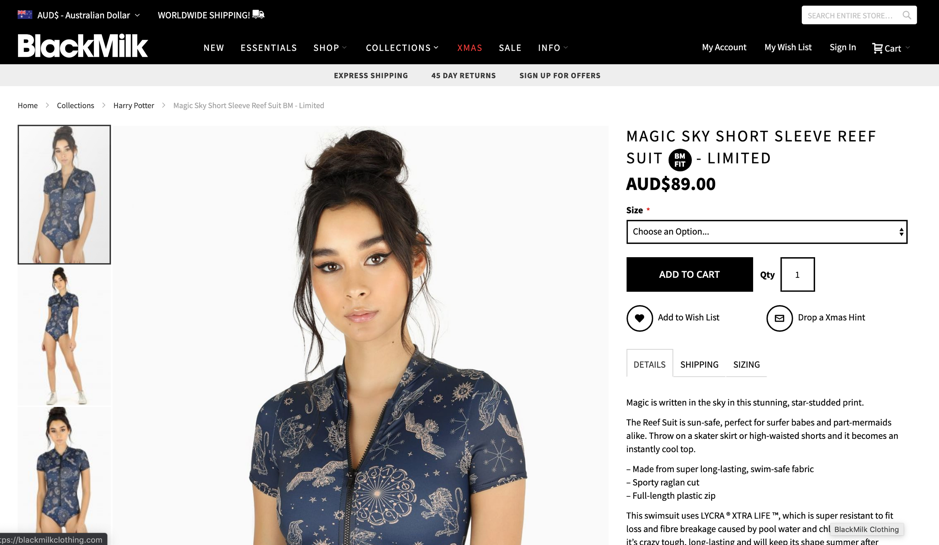 AUD$ - Australian Dollar
WORLDWIDE SHIPPING!
SEARCH ENTIRE STORE...
BlackMilk
NEW ESSENTIALS SHOP COLLECTIONS XMAS SALE INFO
My Account My Wish List Sign In Cart
EXPRESS SHIPPING 45 DAY RETURNS SIGN UP FOR OFFERS
Home > Collections > Harry Potter > Magic Sky Short Sleeve Reef Suit BM - Limited
MAGIC SKY SHORT SLEEVE REEF
SUIT BM FIT - LIMITED
AUD$89.00
Size *
Choose an Option...
ADD TO CART Qty 1
Add to Wish List Drop a Xmas Hint
DETAILS SHIPPING SIZING
Magic is written in the sky in this stunning, star-studded print.
The Reef Suit is sun-safe, perfect for surfer babes and part-mermaids
alike. Throw on a skater skirt or high-waisted shorts and it becomes an
instantly cool top.
– Made from super long-lasting, swim-safe fabric
– Sporty raglan cut
– Full-length plastic zip
This swimsuit uses LYCRA ® XTRA LIFE ™, which is super resistant to fit
loss and fibre breakage caused by pool water and chl
BlackMilk Clothing
it's crazy tough, long-lasting and will keep its shape summer after
tps://blackmilkclothing.com